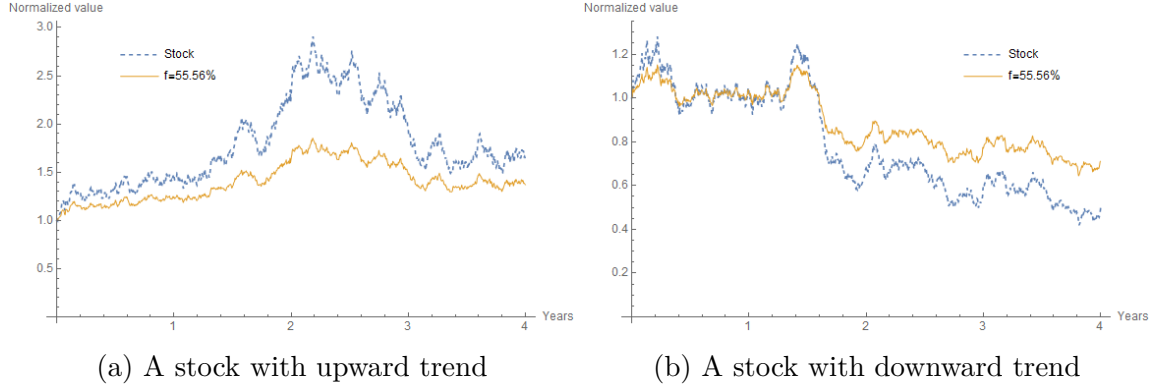 Normalized value
3.0
2.5
2.0
1.5
1.0
0.5
1
2
3
4
Years
Stock
f=55.56%
(a) A stock with upward trend
Normalized value
1.2
1.0
0.8
0.6
0.4
0.2
1
2
3
4
Years
Stock
f=55.56%
(b) A stock with downward trend